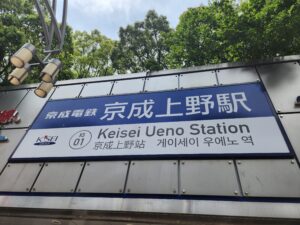 京成電鉄 京成上野駅
KS
01
Keisei Ueno Station
KEISEI
京成上野站 게이세이 우에노 역